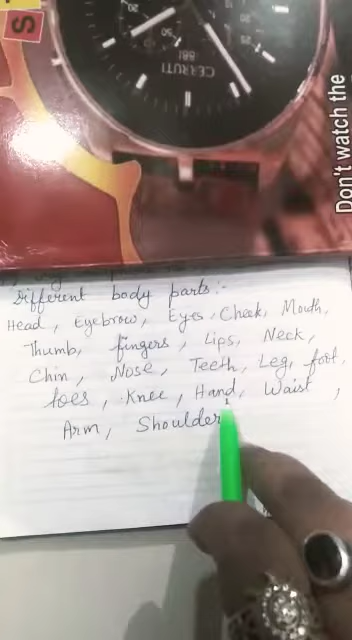 S
CERRUTI
1881
Don't watch the
Different body parts:-
Head, Eyebrow, Eyes, Cheek, Mouth,
Thumb, fingers, Lips, Neck,
Chin, Nose, Teeth, Leg, foot,
toes, Knee, Hand, Waist,
Arm, Shoulder